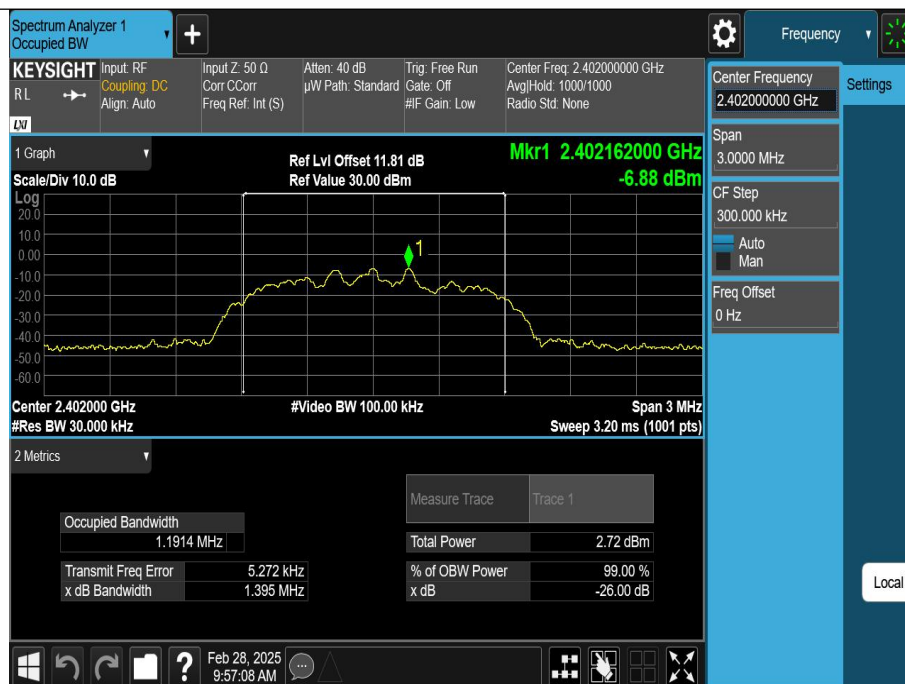 Spectrum Analyzer 1
Occupied BW
Frequency
KEYSIGHT
Input: RF
Input Z: 50 Ω
Atten: 40 dB
Trig: Free Run
Center Freq: 2.402000000 GHz
RL
Coupling: DC
Corr CCorr
µW Path: Standard
Gate: Off
Avg|Hold: 1000/1000
Align: Auto
Freq Ref: Int (S)
#IF Gain: Low
Radio Std: None
LXI
Center Frequency
2.402000000 GHz
Settings
Span
3.0000 MHz
CF Step
300.000 kHz
Auto
Man
Freq Offset
0 Hz
Local
1 Graph
Ref Lvl Offset 11.81 dB
Mkr1 2.402162000 GHz
Scale/Div 10.0 dB
Ref Value 30.00 dBm
-6.88 dBm
Log
20.0
10.0
0.00
-10.0
-20.0
-30.0
-40.0
-50.0
-60.0
1
Center 2.402000 GHz
#Video BW 100.00 kHz
Span 3 MHz
#Res BW 30.000 kHz
Sweep 3.20 ms (1001 pts)
2 Metrics
Measure Trace
Trace 1
Occupied Bandwidth
1.1914 MHz
Total Power
2.72 dBm
Transmit Freq Error
5.272 kHz
% of OBW Power
99.00 %
x dB Bandwidth
1.395 MHz
x dB
-26.00 dB
?
Feb 28, 2025
9:57:08 AM